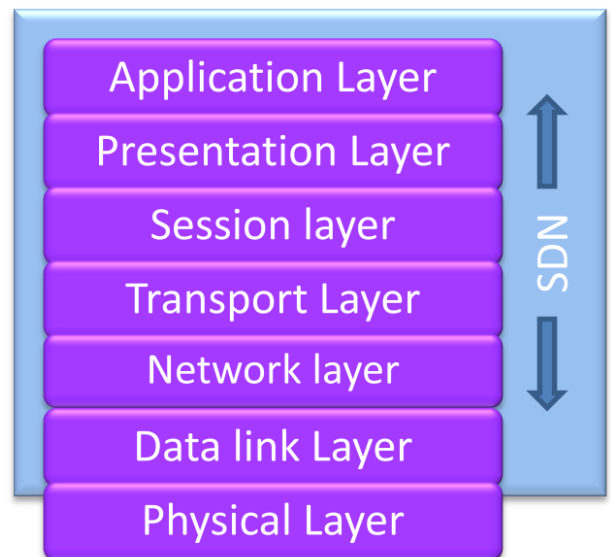 Application Layer
Presentation Layer
Session layer
Transport Layer
Network layer
Data link Layer
Physical Layer
SDN